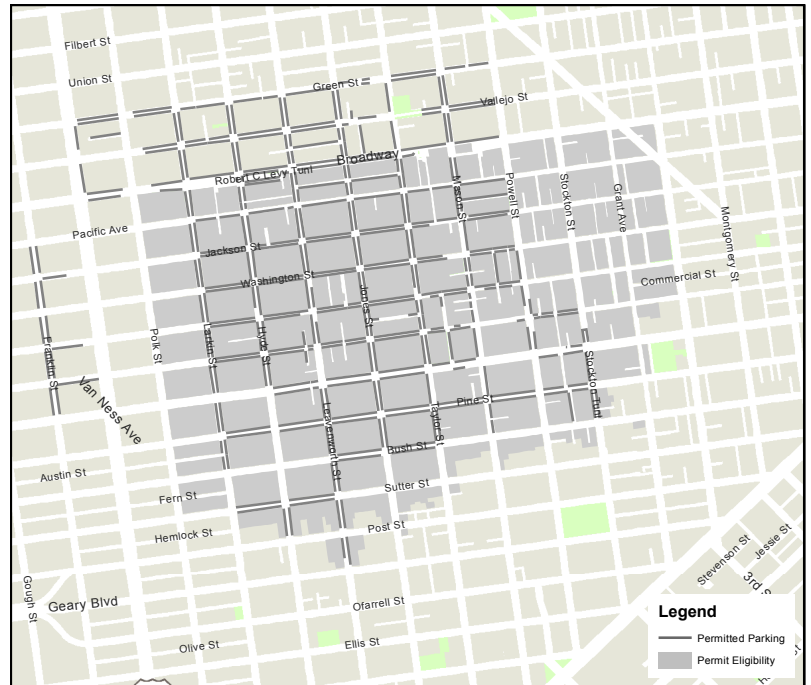 Filbert St
Union St
Green St
Vallejo St
Broadway
Robert C Levy Tunl
Mason St
Powell St
Stockton St
Grant Ave
Montgomery St
Pacific Ave
Jackson St
Washington St
Commercial St
Jones St
Franklin St
Polk St
Larkin St
Hyde St
Stockton Tunl
Van Ness Ave
Leavenworth St
Taylor St
Pine St
Bush St
Austin St
Sutter St
Fern St
Post St
Hemlock St
Stevenson St
Jessie St
3rd S
Gough St
Geary Blvd
Ofarrell St
Olive St
Ellis St
Legend
Permitted Parking
Permit Eligibility